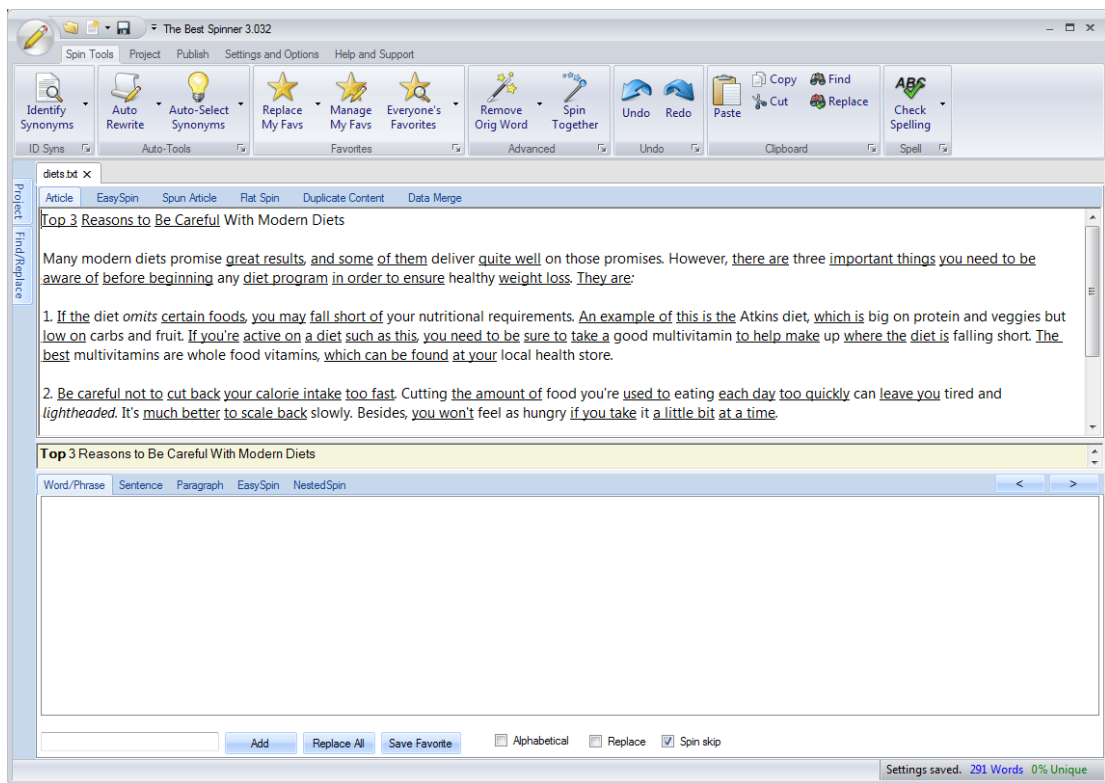 The Best Spinner 3.032
Spin Tools Project Publish Settings and Options Help and Support
Identify Synonyms
Auto Rewrite
Auto-Select Synonyms
Replace My Favs
Manage My Favs
Everyone's Favorites
Remove Orig Word
Spin Together
Undo
Redo
Paste
Copy
Cut
Find
Replace
ABC
Check Spelling
ID Syns Auto-Tools Favorites Advanced Undo Clipboard Spell
Project
Find/Replace
diets.txt
Article EasySpin Spun Article Flat Spin Duplicate Content Data Merge
Top 3 Reasons to Be Careful With Modern Diets
Many modern diets promise great results, and some of them deliver quite well on those promises. However, there are three important things you need to be
aware of before beginning any diet program in order to ensure healthy weight loss. They are:
1. If the diet omits certain foods, you may fall short of your nutritional requirements. An example of this is the Atkins diet, which is big on protein and veggies but
low on carbs and fruit. If you're active on a diet such as this, you need to be sure to take a good multivitamin to help make up where the diet is falling short. The
best multivitamins are whole food vitamins, which can be found at your local health store.
2. Be careful not to cut back your calorie intake too fast. Cutting the amount of food you're used to eating each day too quickly can leave you tired and
lightheaded. It's much better to scale back slowly. Besides, you won't feel as hungry if you take it a little bit at a time.
Top 3 Reasons to Be Careful With Modern Diets
Word/Phrase Sentence Paragraph EasySpin NestedSpin < >
Add Replace All Save Favorite Alphabetical Replace Spin skip
Settings saved. 291 Words 0% Unique